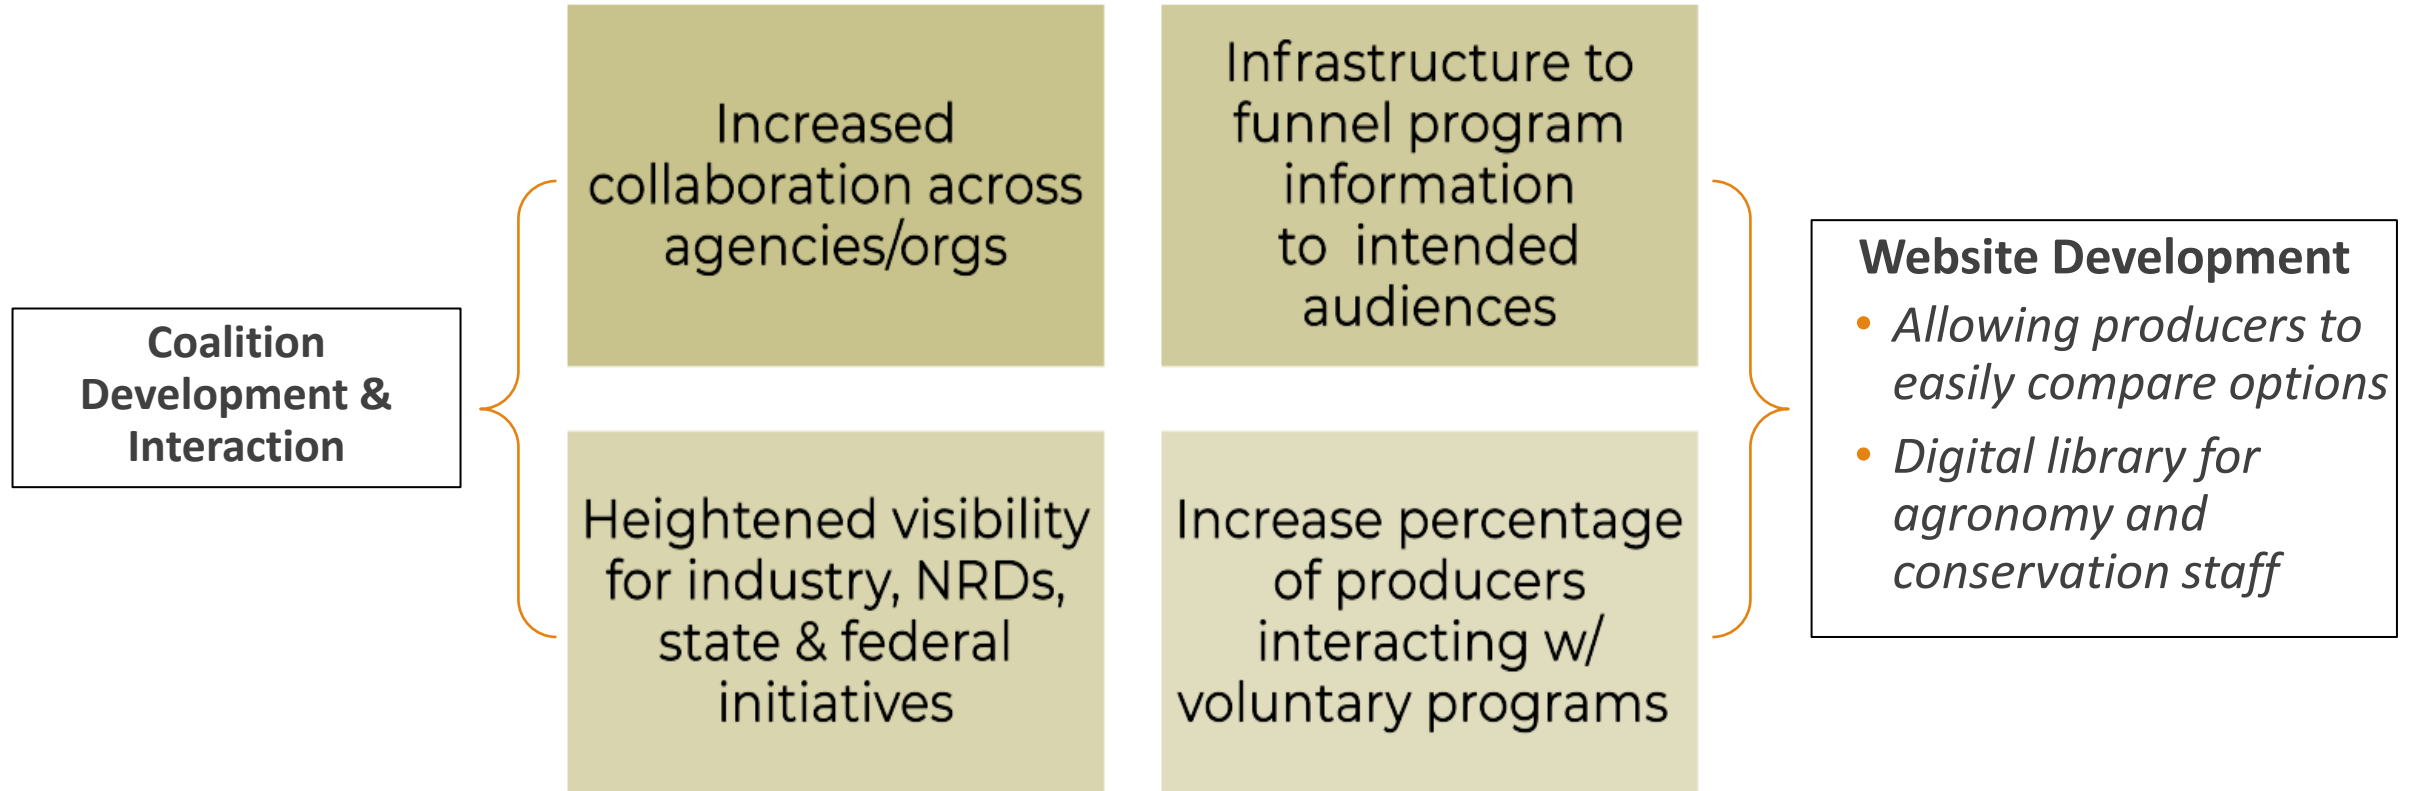 Coalition
Development &
Interaction
Increased
collaboration across
agencies/orgs
Heightened visibility
for industry, NRDs,
state & federal
initiatives
Infrastructure to
funnel program
information
to intended
audiences
Increase percentage
of producers
interacting w/
voluntary programs
Website Development
• Allowing producers to
easily compare options
• Digital library for
agronomy and
conservation staff